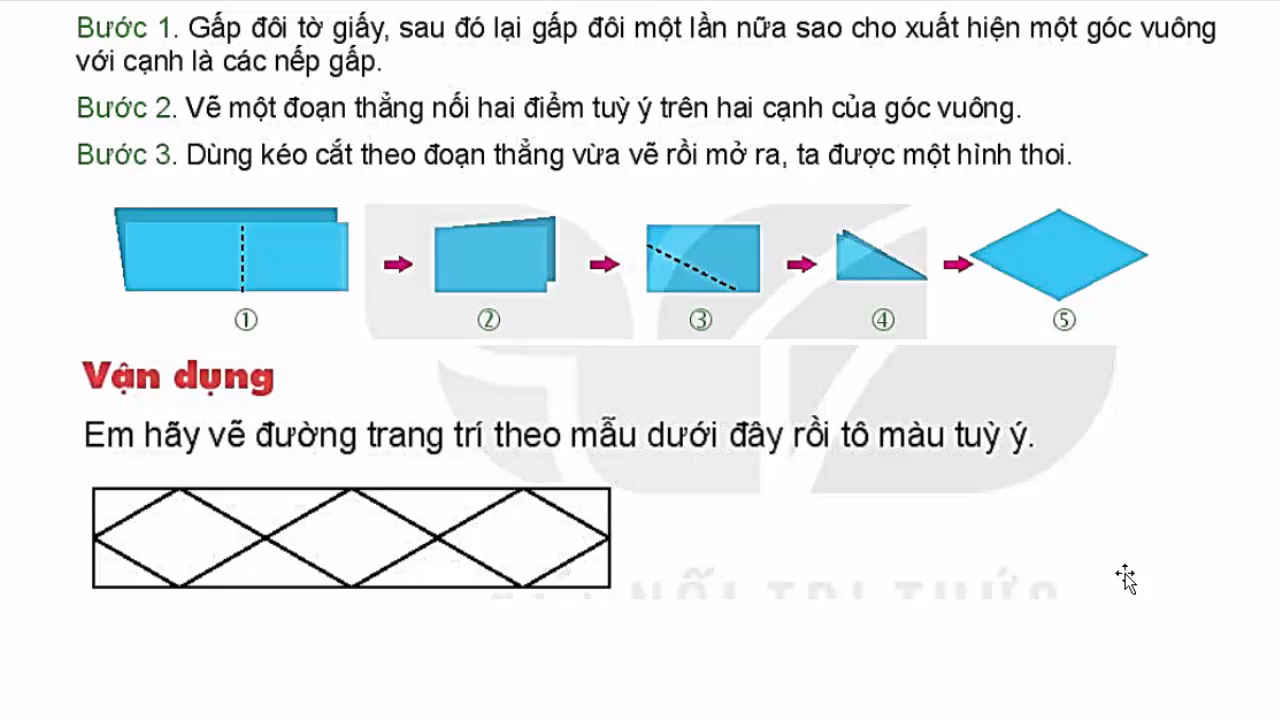 Bước 1. Gấp đôi tờ giấy, sau đó lại gấp đôi một lần nữa sao cho xuất hiện một góc vuông
với cạnh là các nếp gấp.
Bước 2. Vẽ một đoạn thẳng nối hai điểm tuỳ ý trên hai cạnh của góc vuông.
Bước 3. Dùng kéo cắt theo đoạn thẳng vừa vẽ rồi mở ra, ta được một hình thoi.
① ② ③ ④ ⑤
Vận dụng
Em hãy vẽ đường trang trí theo mẫu dưới đây rồi tô màu tuỳ ý.
NỐI TRI THỨC